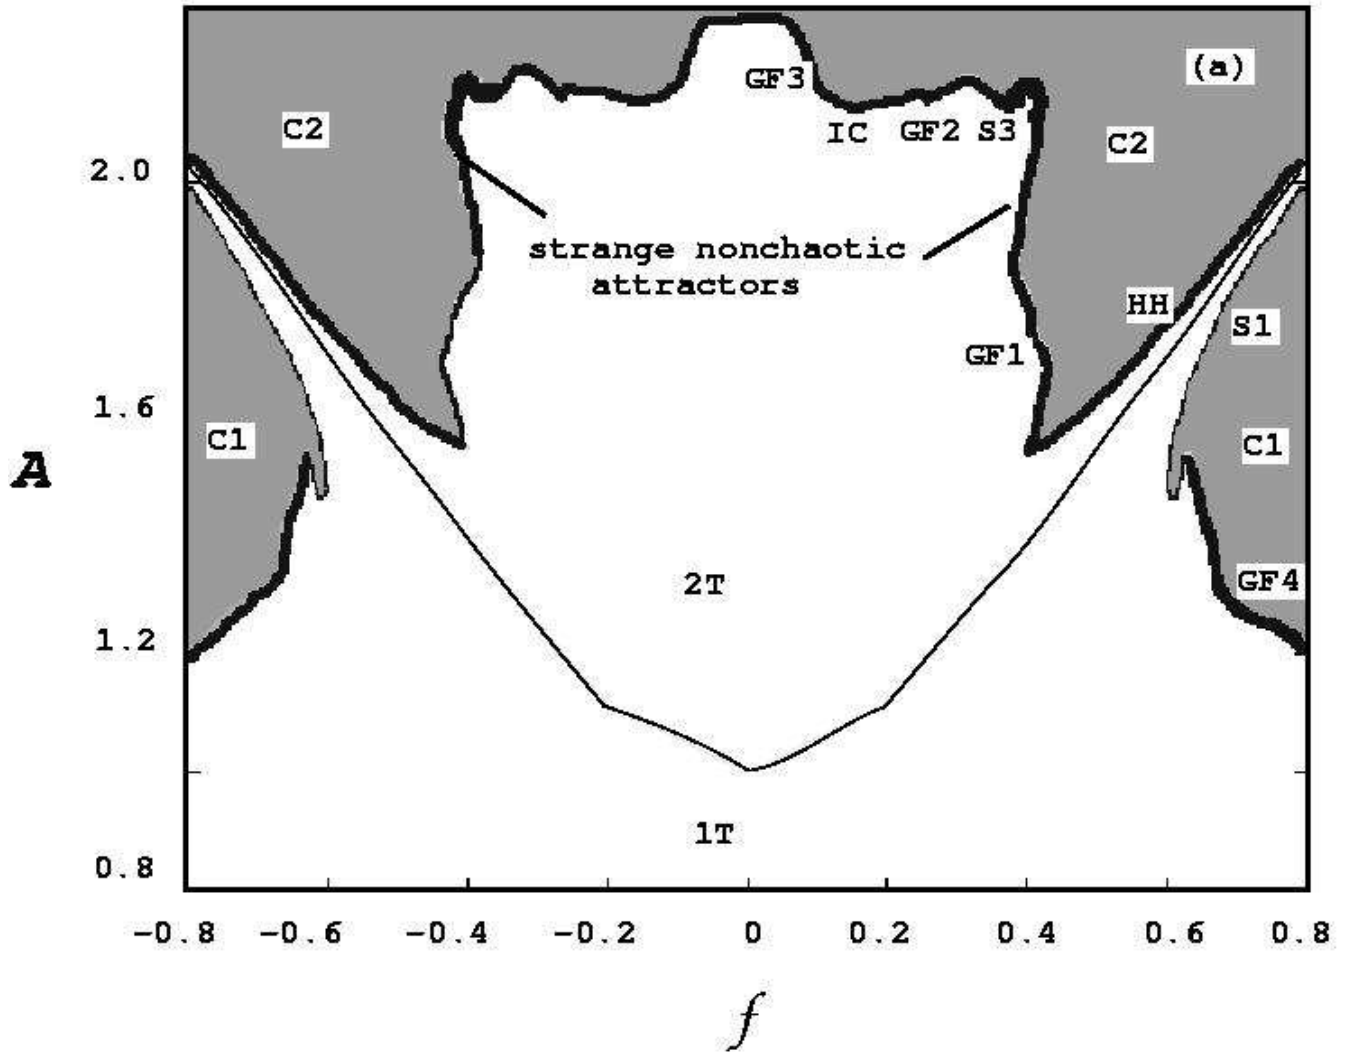 (a)
GF3
C2
IC GF2 S3
C2
2.0
strange nonchaotic
attractors
HH
S1
GF1
1.6
C1
C1
A
2T
GF4
1.2
1T
0.8
−0.8 −0.6 −0.4 −0.2 0 0.2 0.4 0.6 0.8
f